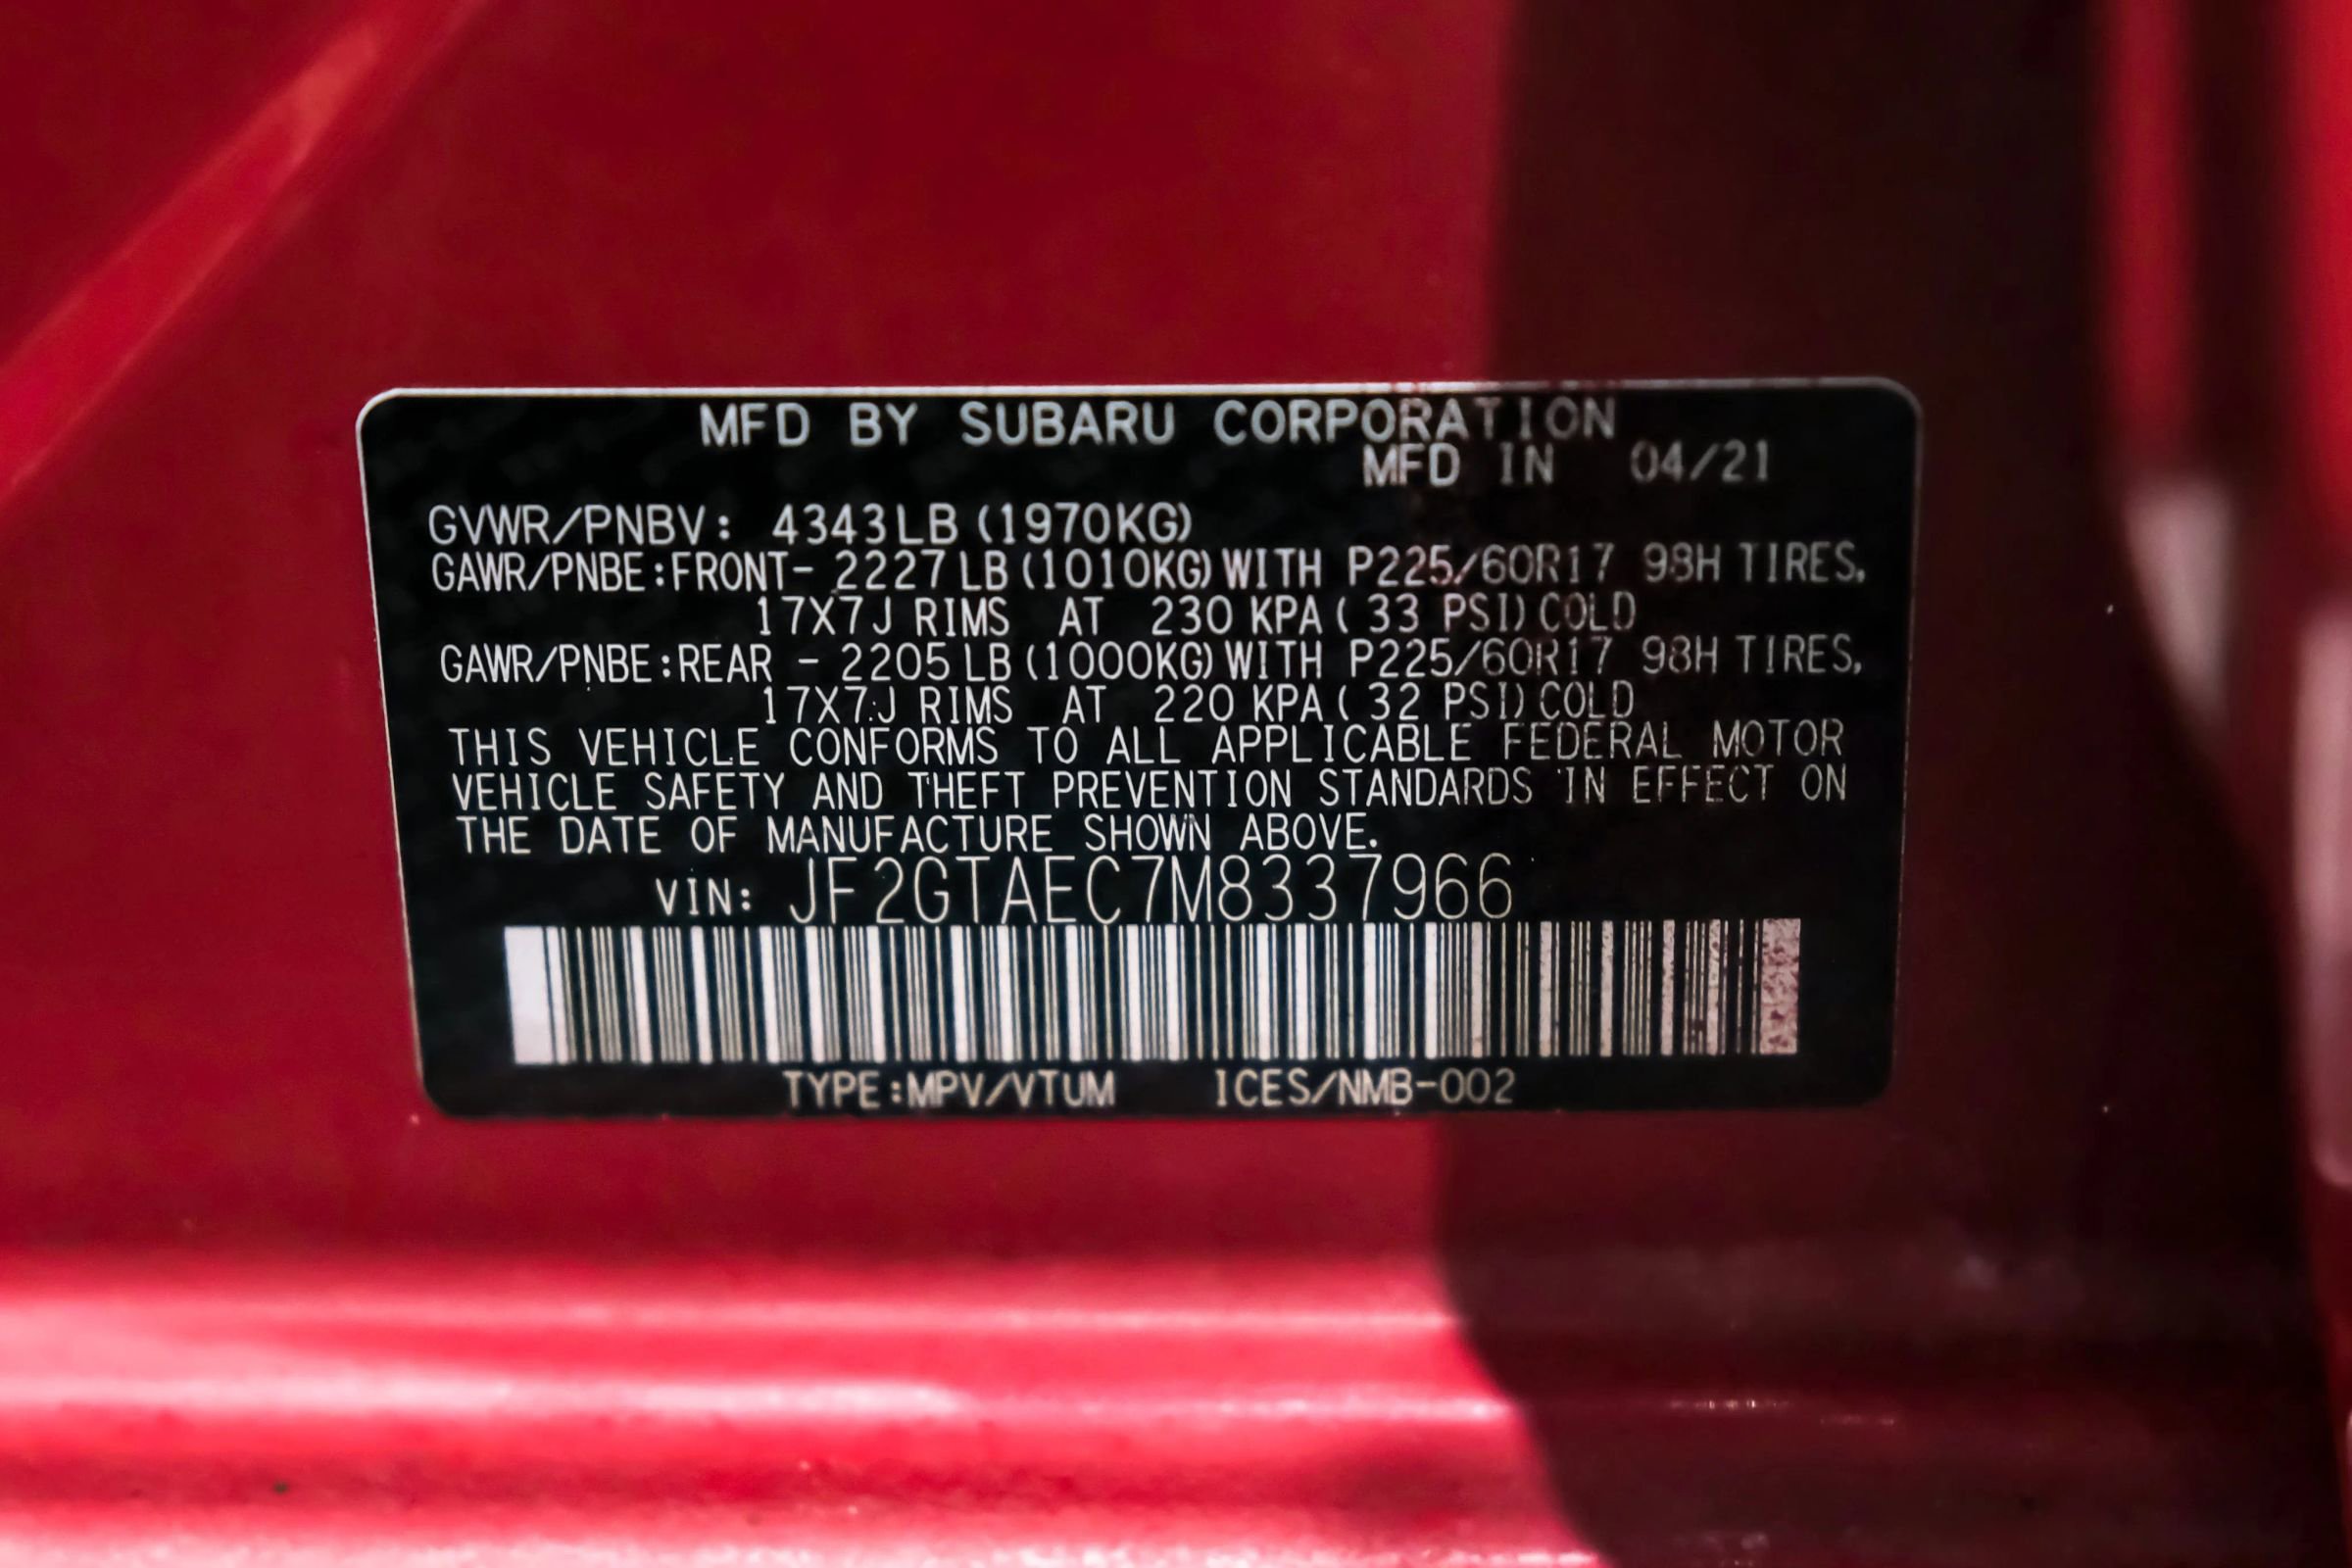 MFD BY SUBARU CORPORATION
MFD IN 04/21
GVWR/PNBV: 4343LB(1970KG)
GAWR/PNBE:FRONT- 2227LB(1010KG)WITH P225/60R17 98H TIRES,
17X7J RIMS AT 230 KPA( 33 PSI)COLD
GAWR/PNBE:REAR - 2205LB(1000KG)WITH P225/60R17 98H TIRES,
17X7J RIMS AT 220 KPA( 32 PSI)COLD
THIS VEHICLE CONFORMS TO ALL APPLICABLE FEDERAL MOTOR
VEHICLE SAFETY AND THEFT PREVENTION STANDARDS IN EFFECT ON
THE DATE OF MANUFACTURE SHOWN ABOVE.
VIN: JF2GTAEC7M8337966
TYPE:MPV/VTUM ICES/NMB-002